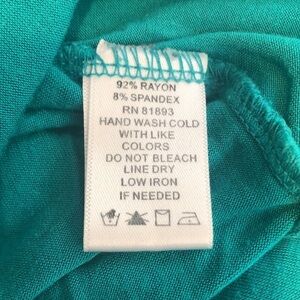 92% RAYON
8% SPANDEX
RN 81893
HAND WASH COLD
WITH LIKE
COLORS
DO NOT BLEACH
LINE DRY
LOW IRON
IF NEEDED